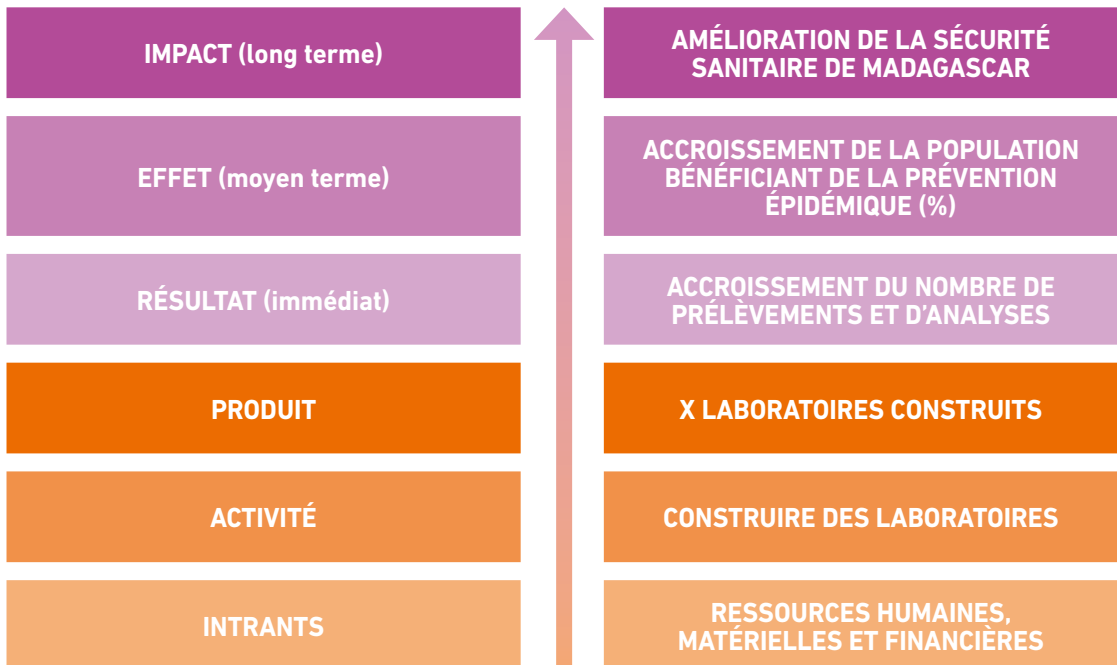 IMPACT (long terme)
AMÉLIORATION DE LA SÉCURITÉ
SANITAIRE DE MADAGASCAR
EFFET (moyen terme)
ACCROISSEMENT DE LA POPULATION
BÉNÉFICIANT DE LA PRÉVENTION
ÉPIDÉMIQUE (%)
RÉSULTAT (immédiat)
ACCROISSEMENT DU NOMBRE DE
PRÉLÈVEMENTS ET D'ANALYSES
PRODUIT
X LABORATOIRES CONSTRUITS
ACTIVITÉ
CONSTRUIRE DES LABORATOIRES
INTRANTS
RESSOURCES HUMAINES,
MATÉRIELLES ET FINANCIÈRES